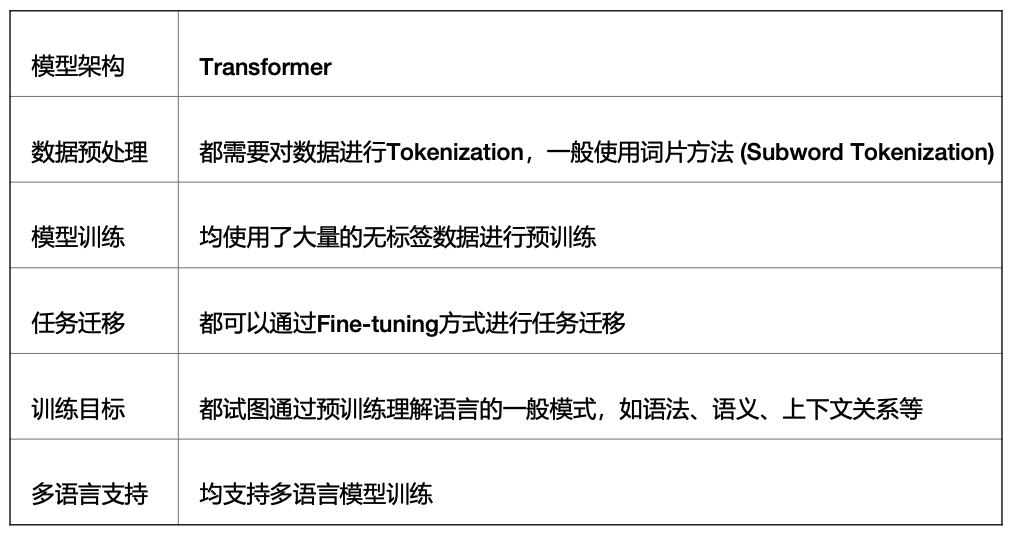 模型架构 Transformer
数据预处理 都需要对数据进行Tokenization，一般使用词片方法 (Subword Tokenization)
模型训练 均使用了大量的无标签数据进行预训练
任务迁移 都可以通过Fine-tuning方式进行任务迁移
训练目标 都试图通过预训练理解语言的一般模式，如语法、语义、上下文关系等
多语言支持 均支持多语言模型训练